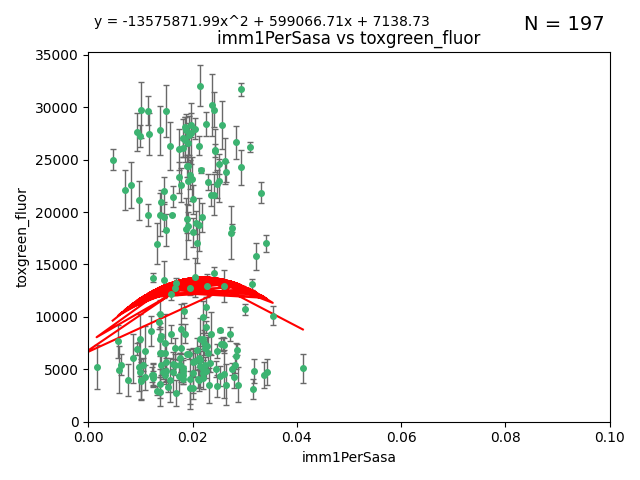 y = -13575871.99x^2 + 599066.71x + 7138.73
N = 197
imm1PerSasa vs toxgreen_fluor
35000
30000
25000
20000
15000
10000
5000
0
toxgreen_fluor
0.00 0.02 0.04 0.06 0.08 0.10
imm1PerSasa